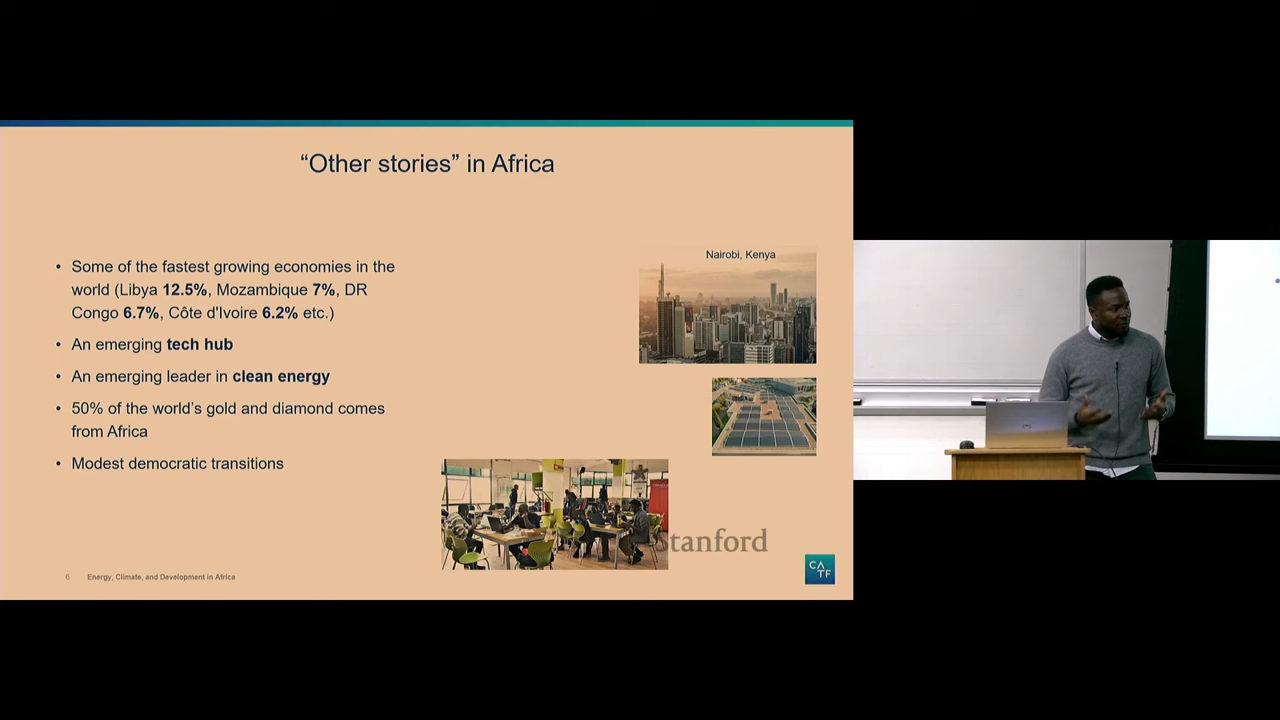 “Other stories” in Africa
• Some of the fastest growing economies in the
world (Libya 12.5%, Mozambique 7%, DR
Congo 6.7%, Côte d'Ivoire 6.2% etc.)
• An emerging tech hub
• An emerging leader in clean energy
• 50% of the world’s gold and diamond comes
from Africa
• Modest democratic transitions
Nairobi, Kenya
Stanford
6 Energy, Climate, and Development in Africa
CATF
DELL